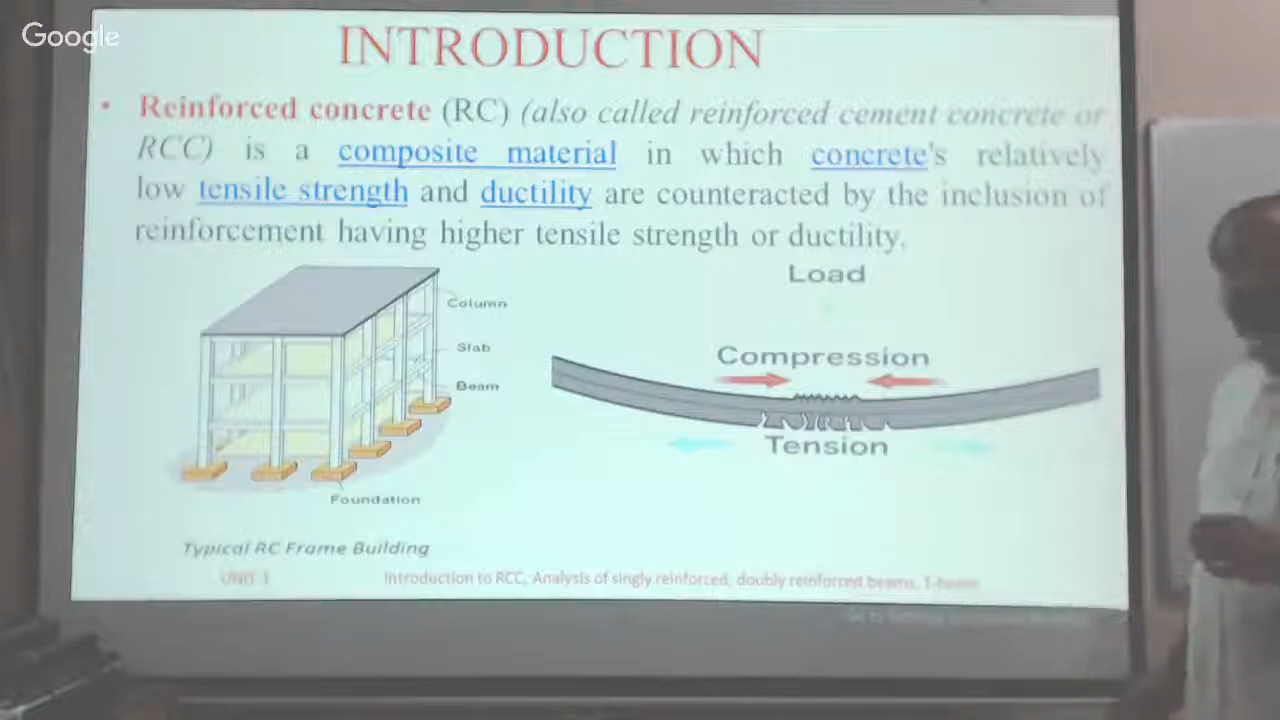 Google
INTRODUCTION
• Reinforced concrete (RC) (also called reinforced cement concrete or
RCC) is a composite material in which concrete's relatively
low tensile strength and ductility are counteracted by the inclusion of
reinforcement having higher tensile strength or ductility.
Load
Column
Slab
Beam
Compression
Tension
Foundation
Typical RC Frame Building
UNIT 1
Introduction to RCC, Analysis of singly reinforced, doubly reinforced beams, T-beam